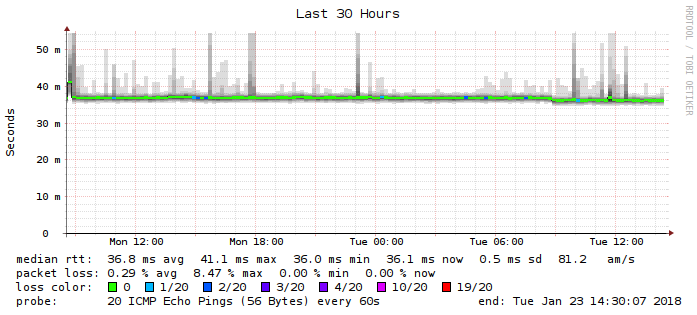 Last 30 Hours
RRDTOOL / TOBI OETIKER
Seconds
50 m
40 m
30 m
20 m
10 m
0
Mon 12:00 Mon 18:00 Tue 00:00 Tue 06:00 Tue 12:00
median rtt: 36.8 ms avg 41.1 ms max 36.0 ms min 36.1 ms now 0.5 ms sd 81.2 am/s
packet loss: 0.29 % avg 8.47 % max 0.00 % min 0.00 % now
loss color: 0 1/20 2/20 3/20 4/20 10/20 19/20
probe: 20 ICMP Echo Pings (56 Bytes) every 60s end: Tue Jan 23 14:30:07 2018